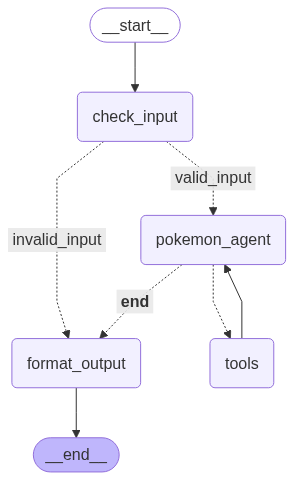 __start__
check_input
valid_input
invalid_input
pokemon_agent
end
format_output
tools
__end__